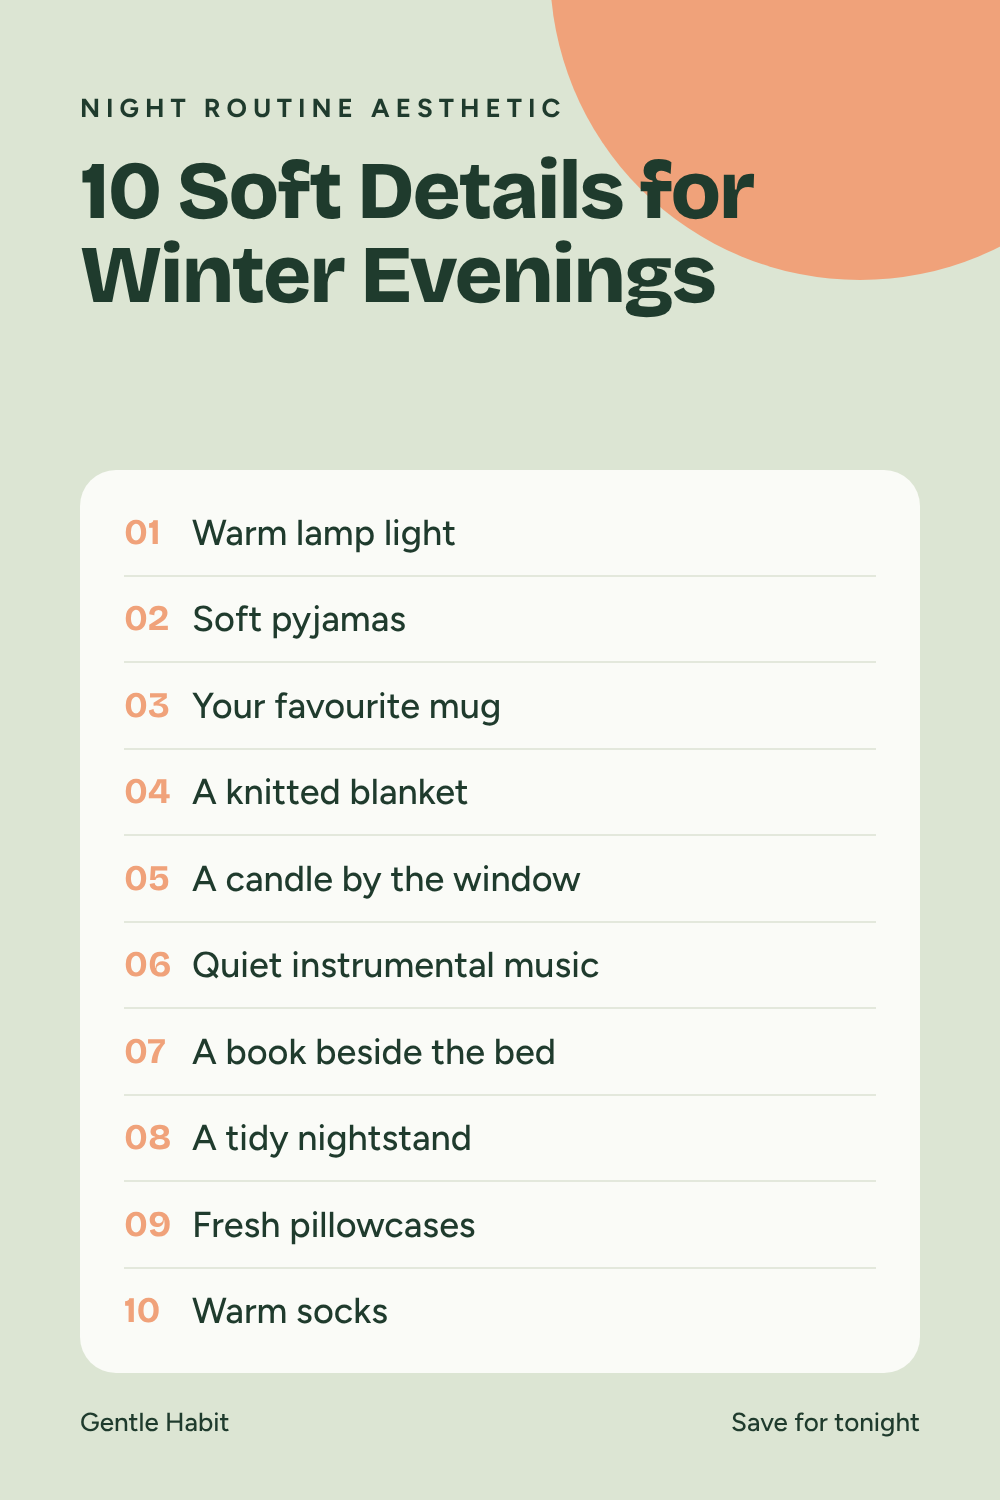 NIGHT ROUTINE AESTHETIC
10 Soft Details for
Winter Evenings
01 Warm lamp light
02 Soft pyjamas
03 Your favourite mug
04 A knitted blanket
05 A candle by the window
06 Quiet instrumental music
07 A book beside the bed
08 A tidy nightstand
09 Fresh pillowcases
10 Warm socks
Gentle Habit
Save for tonight